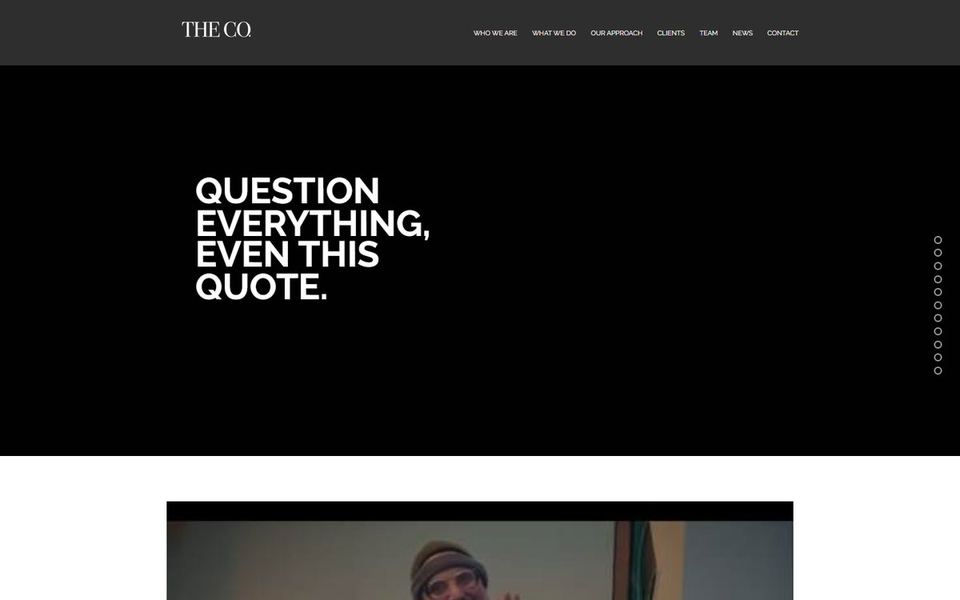 THE CO.
WHO WE ARE
WHAT WE DO
OUR APPROACH
CLIENTS
TEAM
NEWS
CONTACT
QUESTION
EVERYTHING,
EVEN THIS
QUOTE.